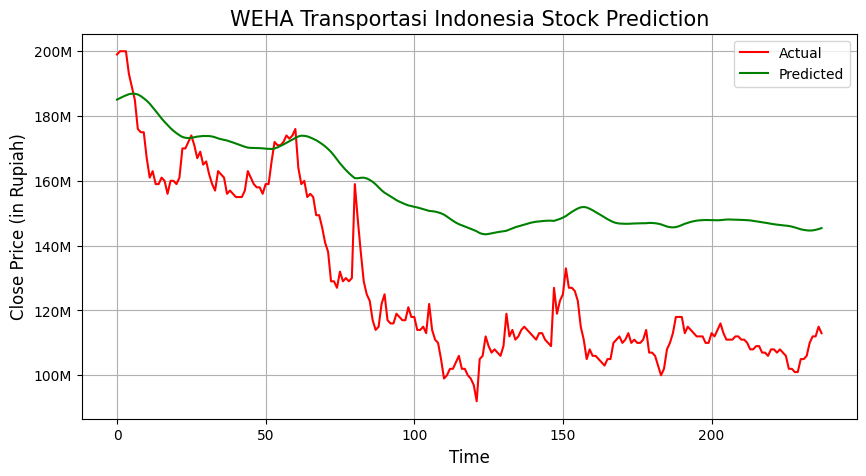 WEHA Transportasi Indonesia Stock Prediction
Actual
Predicted
Close Price (in Rupiah)
200M
180M
160M
140M
120M
100M
0
50
100
150
200
Time